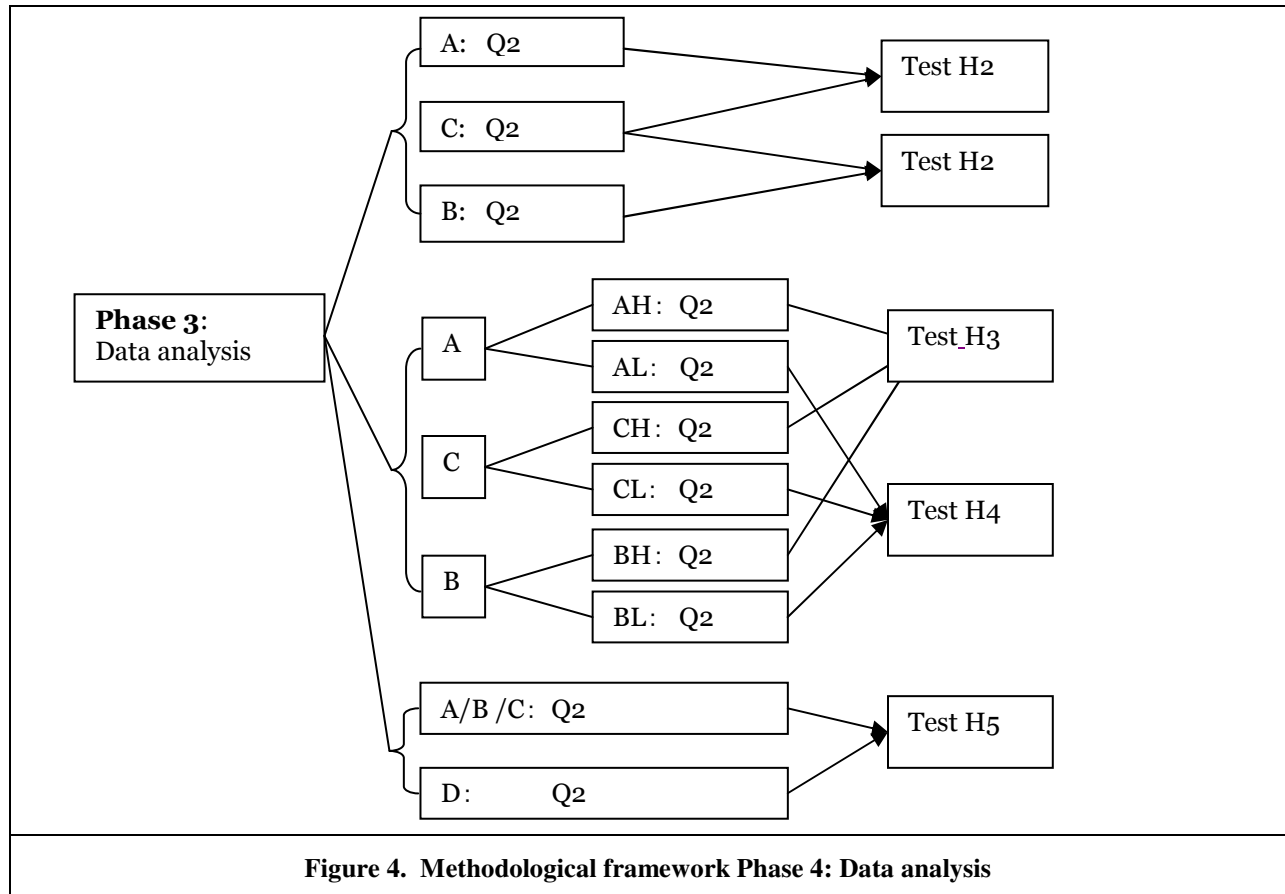 A: Q2
Test H2
C: Q2
Test H2
B: Q2
Phase 3:
Data analysis
A
AH: Q2
AL: Q2
Test H3
C
CH: Q2
CL: Q2
Test H4
B
BH: Q2
BL: Q2
A/B /C: Q2
Test H5
D: Q2
Figure 4. Methodological framework Phase 4: Data analysis